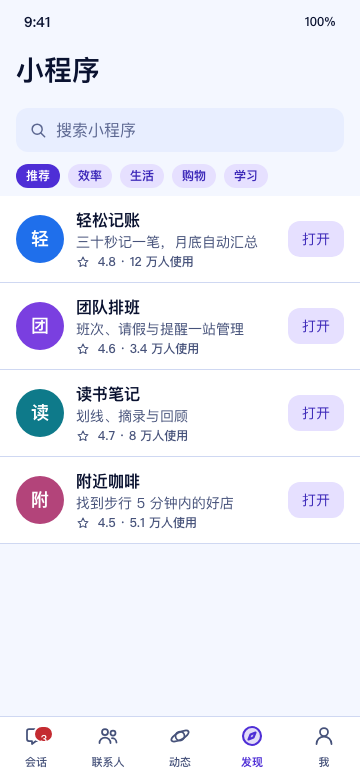 9:41 100%
小程序
搜索小程序
推荐 效率 生活 购物 学习
轻
轻松记账
三十秒记一笔，月底自动汇总
4.8 · 12 万人使用
打开
团
团队排班
班次、请假与提醒一站管理
4.6 · 3.4 万人使用
打开
读
读书笔记
划线、摘录与回顾
4.7 · 8 万人使用
打开
附
附近咖啡
找到步行 5 分钟内的好店
4.5 · 5.1 万人使用
打开
3
会话 联系人 动态 发现 我